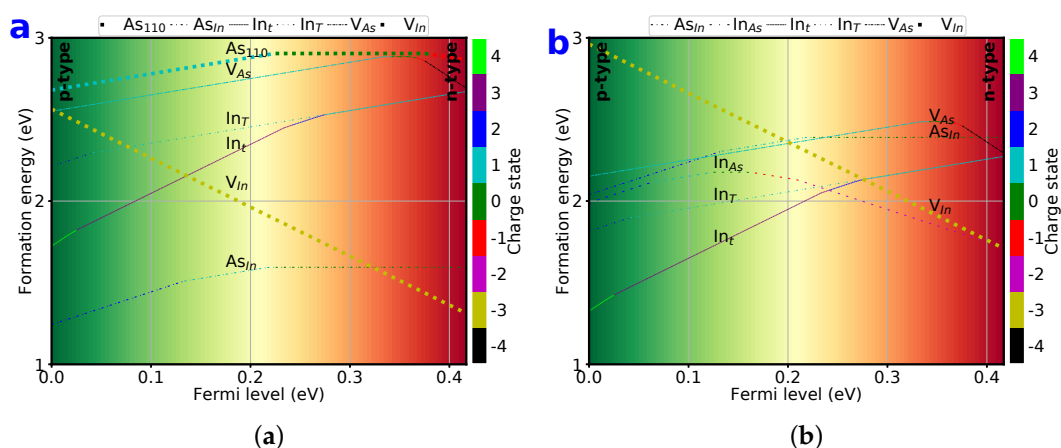 a
As110 AsIn Int InT VAs VIn
Formation energy (eV)
3
2
1
p-type
n-type
As110
VAs
InT
Int
VIn
AsIn
0.0 0.1 0.2 0.3 0.4
Fermi level (eV)
4
3
2
1
0
-1
-2
-3
-4
Charge state
(a)
b
AsIn InAs Int InT VAs VIn
Formation energy (eV)
3
2
1
p-type
n-type
VAs
AsIn
InAs
InT
VIn
Int
0.0 0.1 0.2 0.3 0.4
Fermi level (eV)
4
3
2
1
0
-1
-2
-3
-4
Charge state
(b)